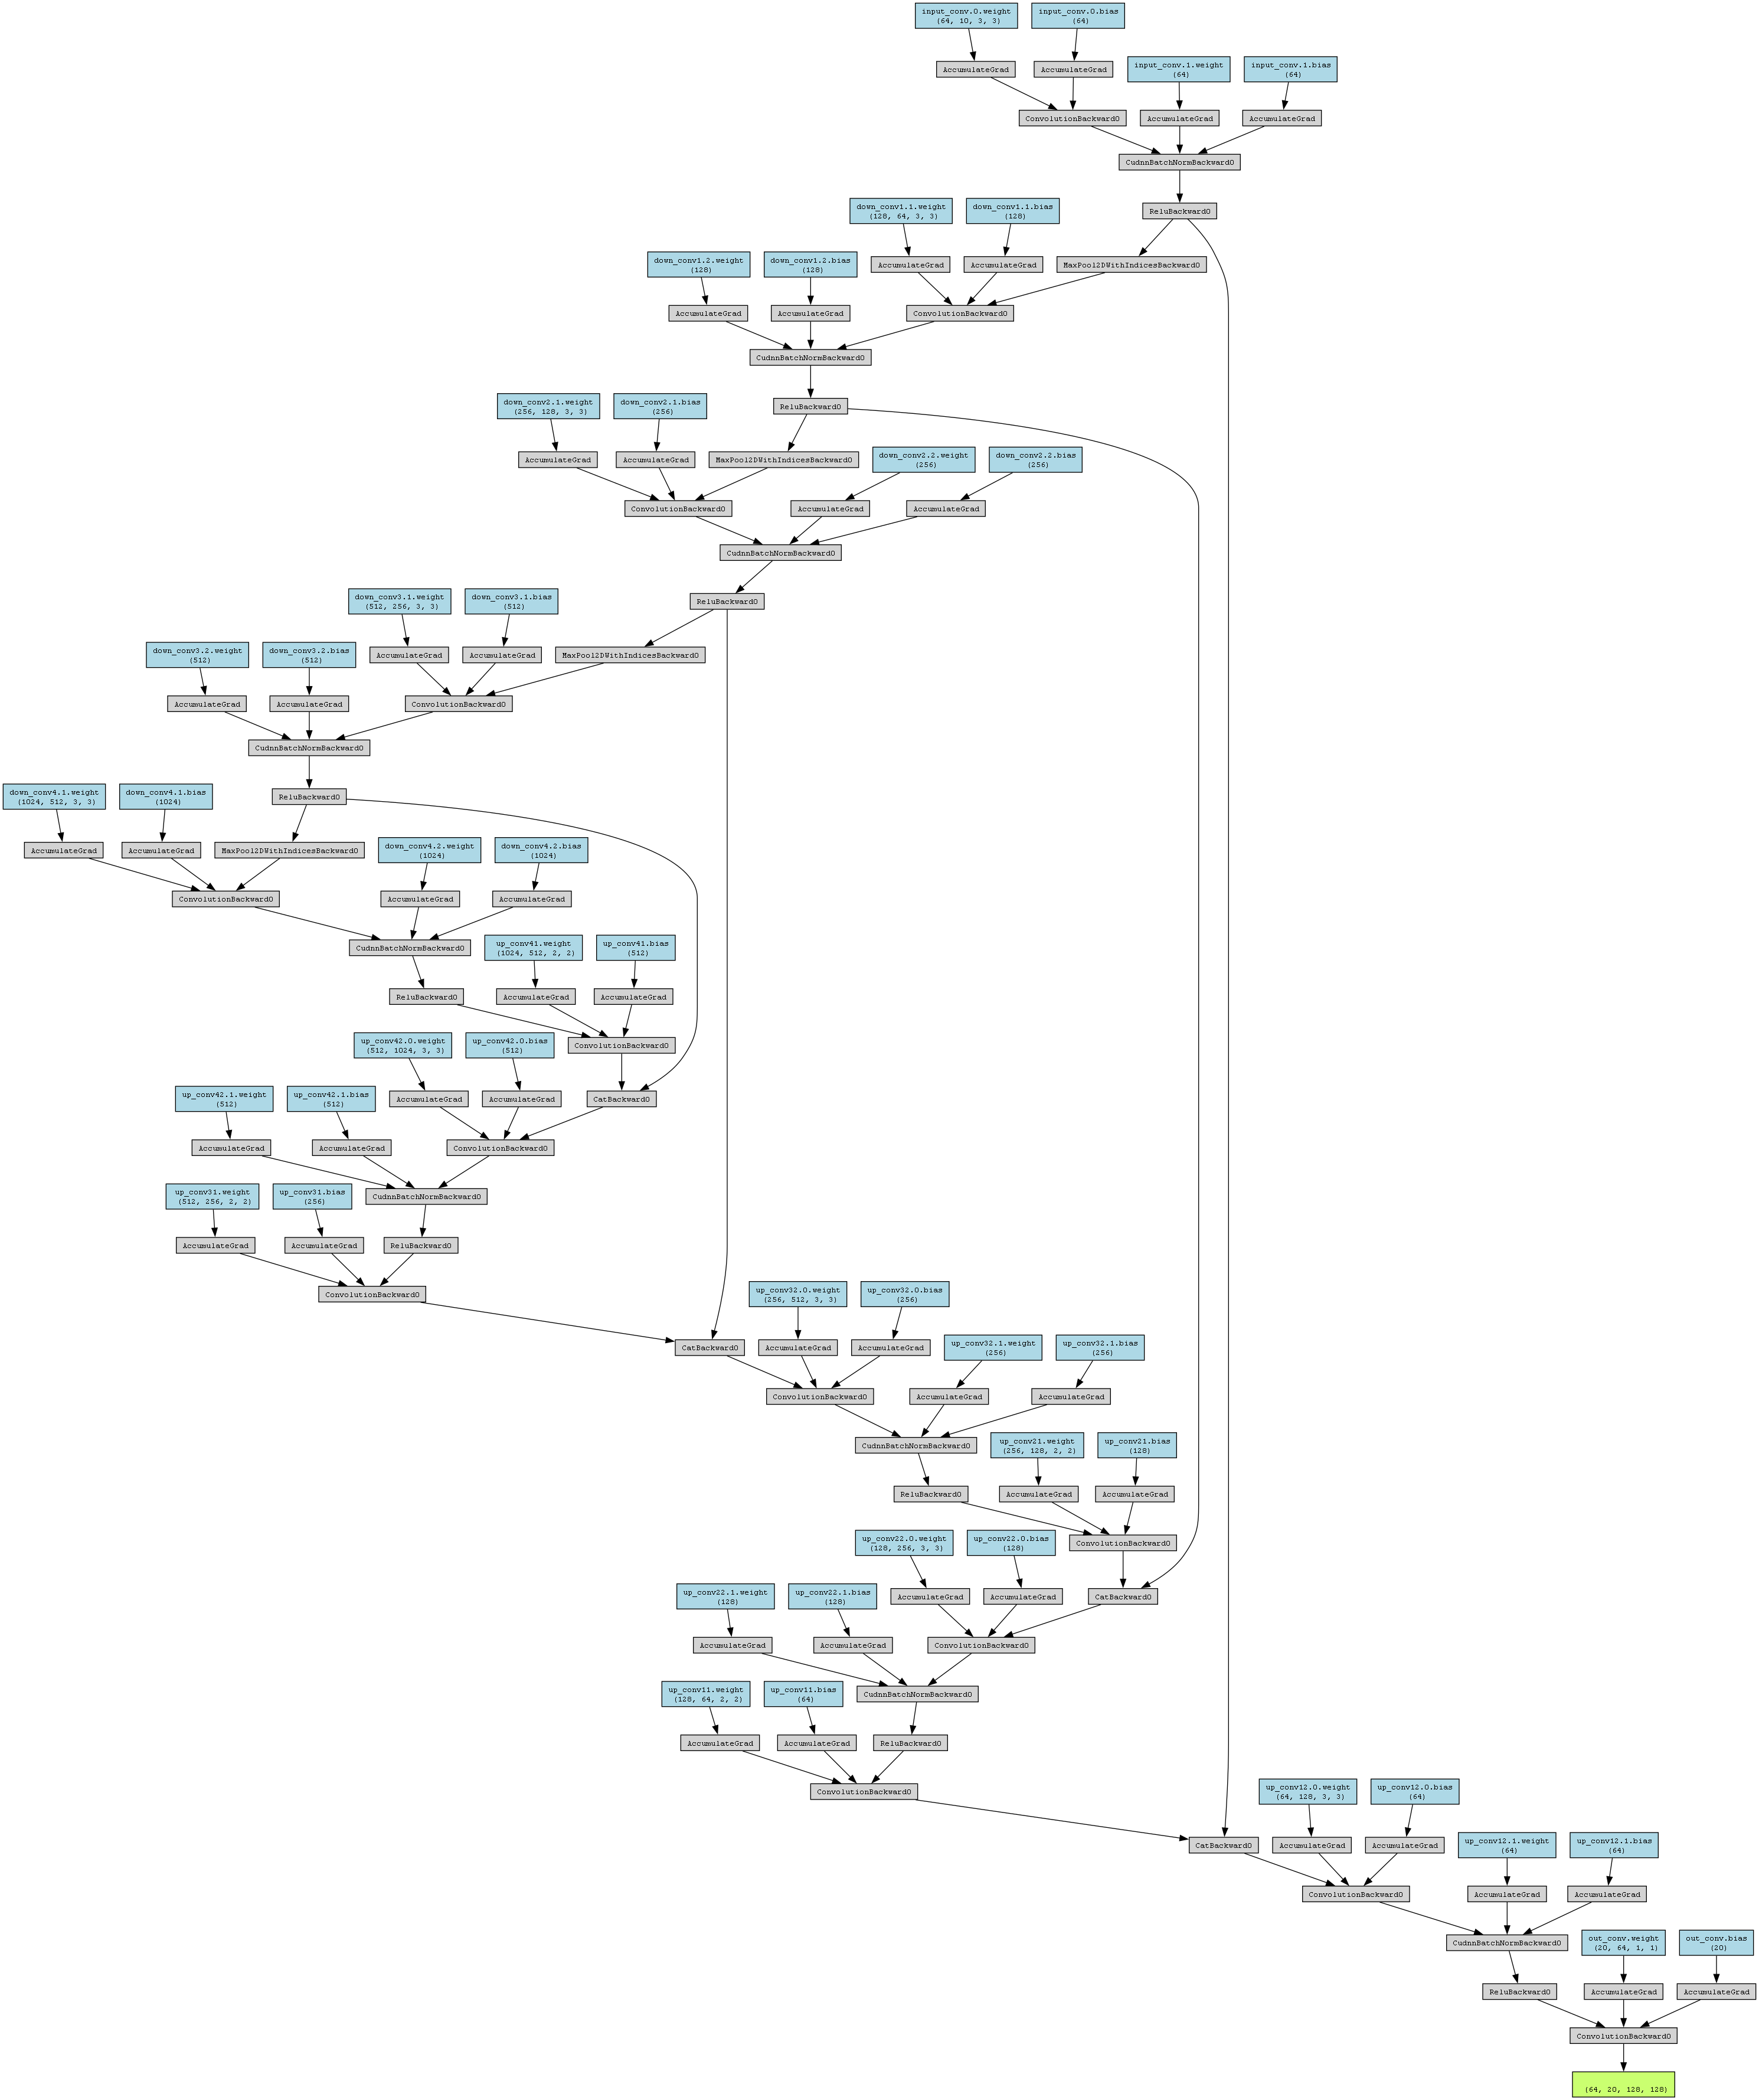 input_conv.0.weight
(64, 10, 3, 3)
input_conv.0.bias
(64)
AccumulateGrad
AccumulateGrad
input_conv.1.weight
(64)
input_conv.1.bias
(64)
ConvolutionBackward0
AccumulateGrad
AccumulateGrad
CudnnBatchNormBackward0
ReluBackward0
down_conv1.1.weight
(128, 64, 3, 3)
down_conv1.1.bias
(128)
down_conv1.2.weight
(128)
down_conv1.2.bias
(128)
AccumulateGrad
AccumulateGrad
MaxPool2DWithIndicesBackward0
AccumulateGrad
AccumulateGrad
ConvolutionBackward0
CudnnBatchNormBackward0
ReluBackward0
down_conv2.1.weight
(256, 128, 3, 3)
down_conv2.1.bias
(256)
AccumulateGrad
AccumulateGrad
MaxPool2DWithIndicesBackward0
down_conv2.2.weight
(256)
down_conv2.2.bias
(256)
ConvolutionBackward0
AccumulateGrad
AccumulateGrad
CudnnBatchNormBackward0
ReluBackward0
down_conv3.1.weight
(512, 256, 3, 3)
down_conv3.1.bias
(512)
down_conv3.2.weight
(512)
down_conv3.2.bias
(512)
AccumulateGrad
AccumulateGrad
MaxPool2DWithIndicesBackward0
AccumulateGrad
AccumulateGrad
ConvolutionBackward0
CudnnBatchNormBackward0
ReluBackward0
down_conv4.1.weight
(1024, 512, 3, 3)
down_conv4.1.bias
(1024)
AccumulateGrad
AccumulateGrad
MaxPool2DWithIndicesBackward0
down_conv4.2.weight
(1024)
down_conv4.2.bias
(1024)
ConvolutionBackward0
AccumulateGrad
AccumulateGrad
CudnnBatchNormBackward0
up_conv41.weight
(1024, 512, 2, 2)
up_conv41.bias
(512)
ReluBackward0
AccumulateGrad
AccumulateGrad
up_conv42.0.weight
(512, 1024, 3, 3)
up_conv42.0.bias
(512)
ConvolutionBackward0
up_conv42.1.weight
(512)
up_conv42.1.bias
(512)
AccumulateGrad
AccumulateGrad
CatBackward0
AccumulateGrad
AccumulateGrad
ConvolutionBackward0
up_conv31.weight
(512, 256, 2, 2)
up_conv31.bias
(256)
CudnnBatchNormBackward0
AccumulateGrad
AccumulateGrad
ReluBackward0
ConvolutionBackward0
up_conv32.0.weight
(256, 512, 3, 3)
up_conv32.0.bias
(256)
CatBackward0
AccumulateGrad
AccumulateGrad
up_conv32.1.weight
(256)
up_conv32.1.bias
(256)
ConvolutionBackward0
AccumulateGrad
AccumulateGrad
CudnnBatchNormBackward0
up_conv21.weight
(256, 128, 2, 2)
up_conv21.bias
(128)
ReluBackward0
AccumulateGrad
AccumulateGrad
up_conv22.0.weight
(128, 256, 3, 3)
up_conv22.0.bias
(128)
ConvolutionBackward0
up_conv22.1.weight
(128)
up_conv22.1.bias
(128)
AccumulateGrad
AccumulateGrad
CatBackward0
AccumulateGrad
AccumulateGrad
ConvolutionBackward0
up_conv11.weight
(128, 64, 2, 2)
up_conv11.bias
(64)
CudnnBatchNormBackward0
AccumulateGrad
AccumulateGrad
ReluBackward0
ConvolutionBackward0
up_conv12.0.weight
(64, 128, 3, 3)
up_conv12.0.bias
(64)
CatBackward0
AccumulateGrad
AccumulateGrad
up_conv12.1.weight
(64)
up_conv12.1.bias
(64)
ConvolutionBackward0
AccumulateGrad
AccumulateGrad
CudnnBatchNormBackward0
out_conv.weight
(20, 64, 1, 1)
out_conv.bias
(20)
ReluBackward0
AccumulateGrad
AccumulateGrad
ConvolutionBackward0
(64, 20, 128, 128)